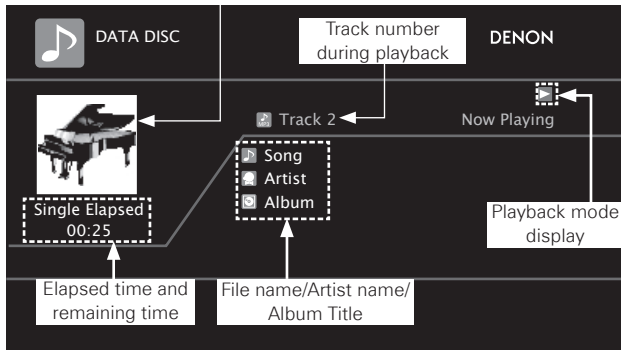 DATA DISC
Track number
during playback
DENON
Track 2
Now Playing
Song
Artist
Album
Single Elapsed
00:25
Playback mode
display
Elapsed time and
remaining time
File name/Artist name/
Album Title